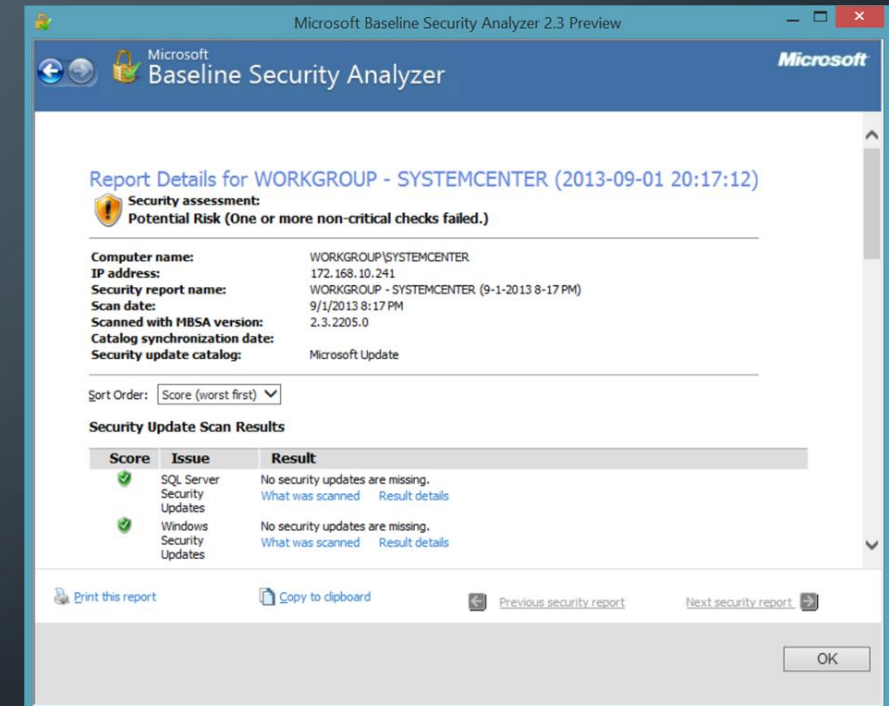 Microsoft Baseline Security Analyzer 2.3 Preview
Microsoft
Baseline Security Analyzer
Microsoft
Report Details for WORKGROUP - SYSTEMCENTER (2013-09-01 20:17:12)
Security assessment:
Potential Risk (One or more non-critical checks failed.)
Computer name: WORKGROUP\SYSTEMCENTER
IP address: 172.168.10.241
Security report name: WORKGROUP - SYSTEMCENTER (9-1-2013 8-17 PM)
Scan date: 9/1/2013 8:17 PM
Scanned with MBSA version: 2.3.2205.0
Catalog synchronization date:
Security update catalog: Microsoft Update
Sort Order: Score (worst first)
Security Update Scan Results
Score Issue Result
SQL Server No security updates are missing.
Security What was scanned Result details
Updates
Windows No security updates are missing.
Security What was scanned Result details
Updates
Print this report Copy to clipboard Previous security report Next security report
OK